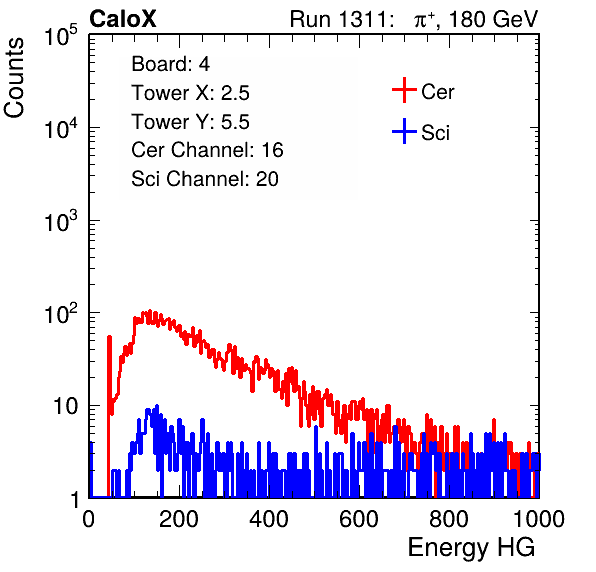 CaloX Run 1311: π⁺, 180 GeV
Counts
10⁵
10⁴
10³
10²
10
1
Board: 4
Tower X: 2.5
Tower Y: 5.5
Cer Channel: 16
Sci Channel: 20
Cer
Sci
0 200 400 600 800 1000
Energy HG